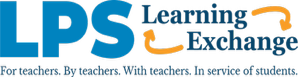 LPS Learning
Exchange
For teachers. By teachers. With teachers. In service of students.